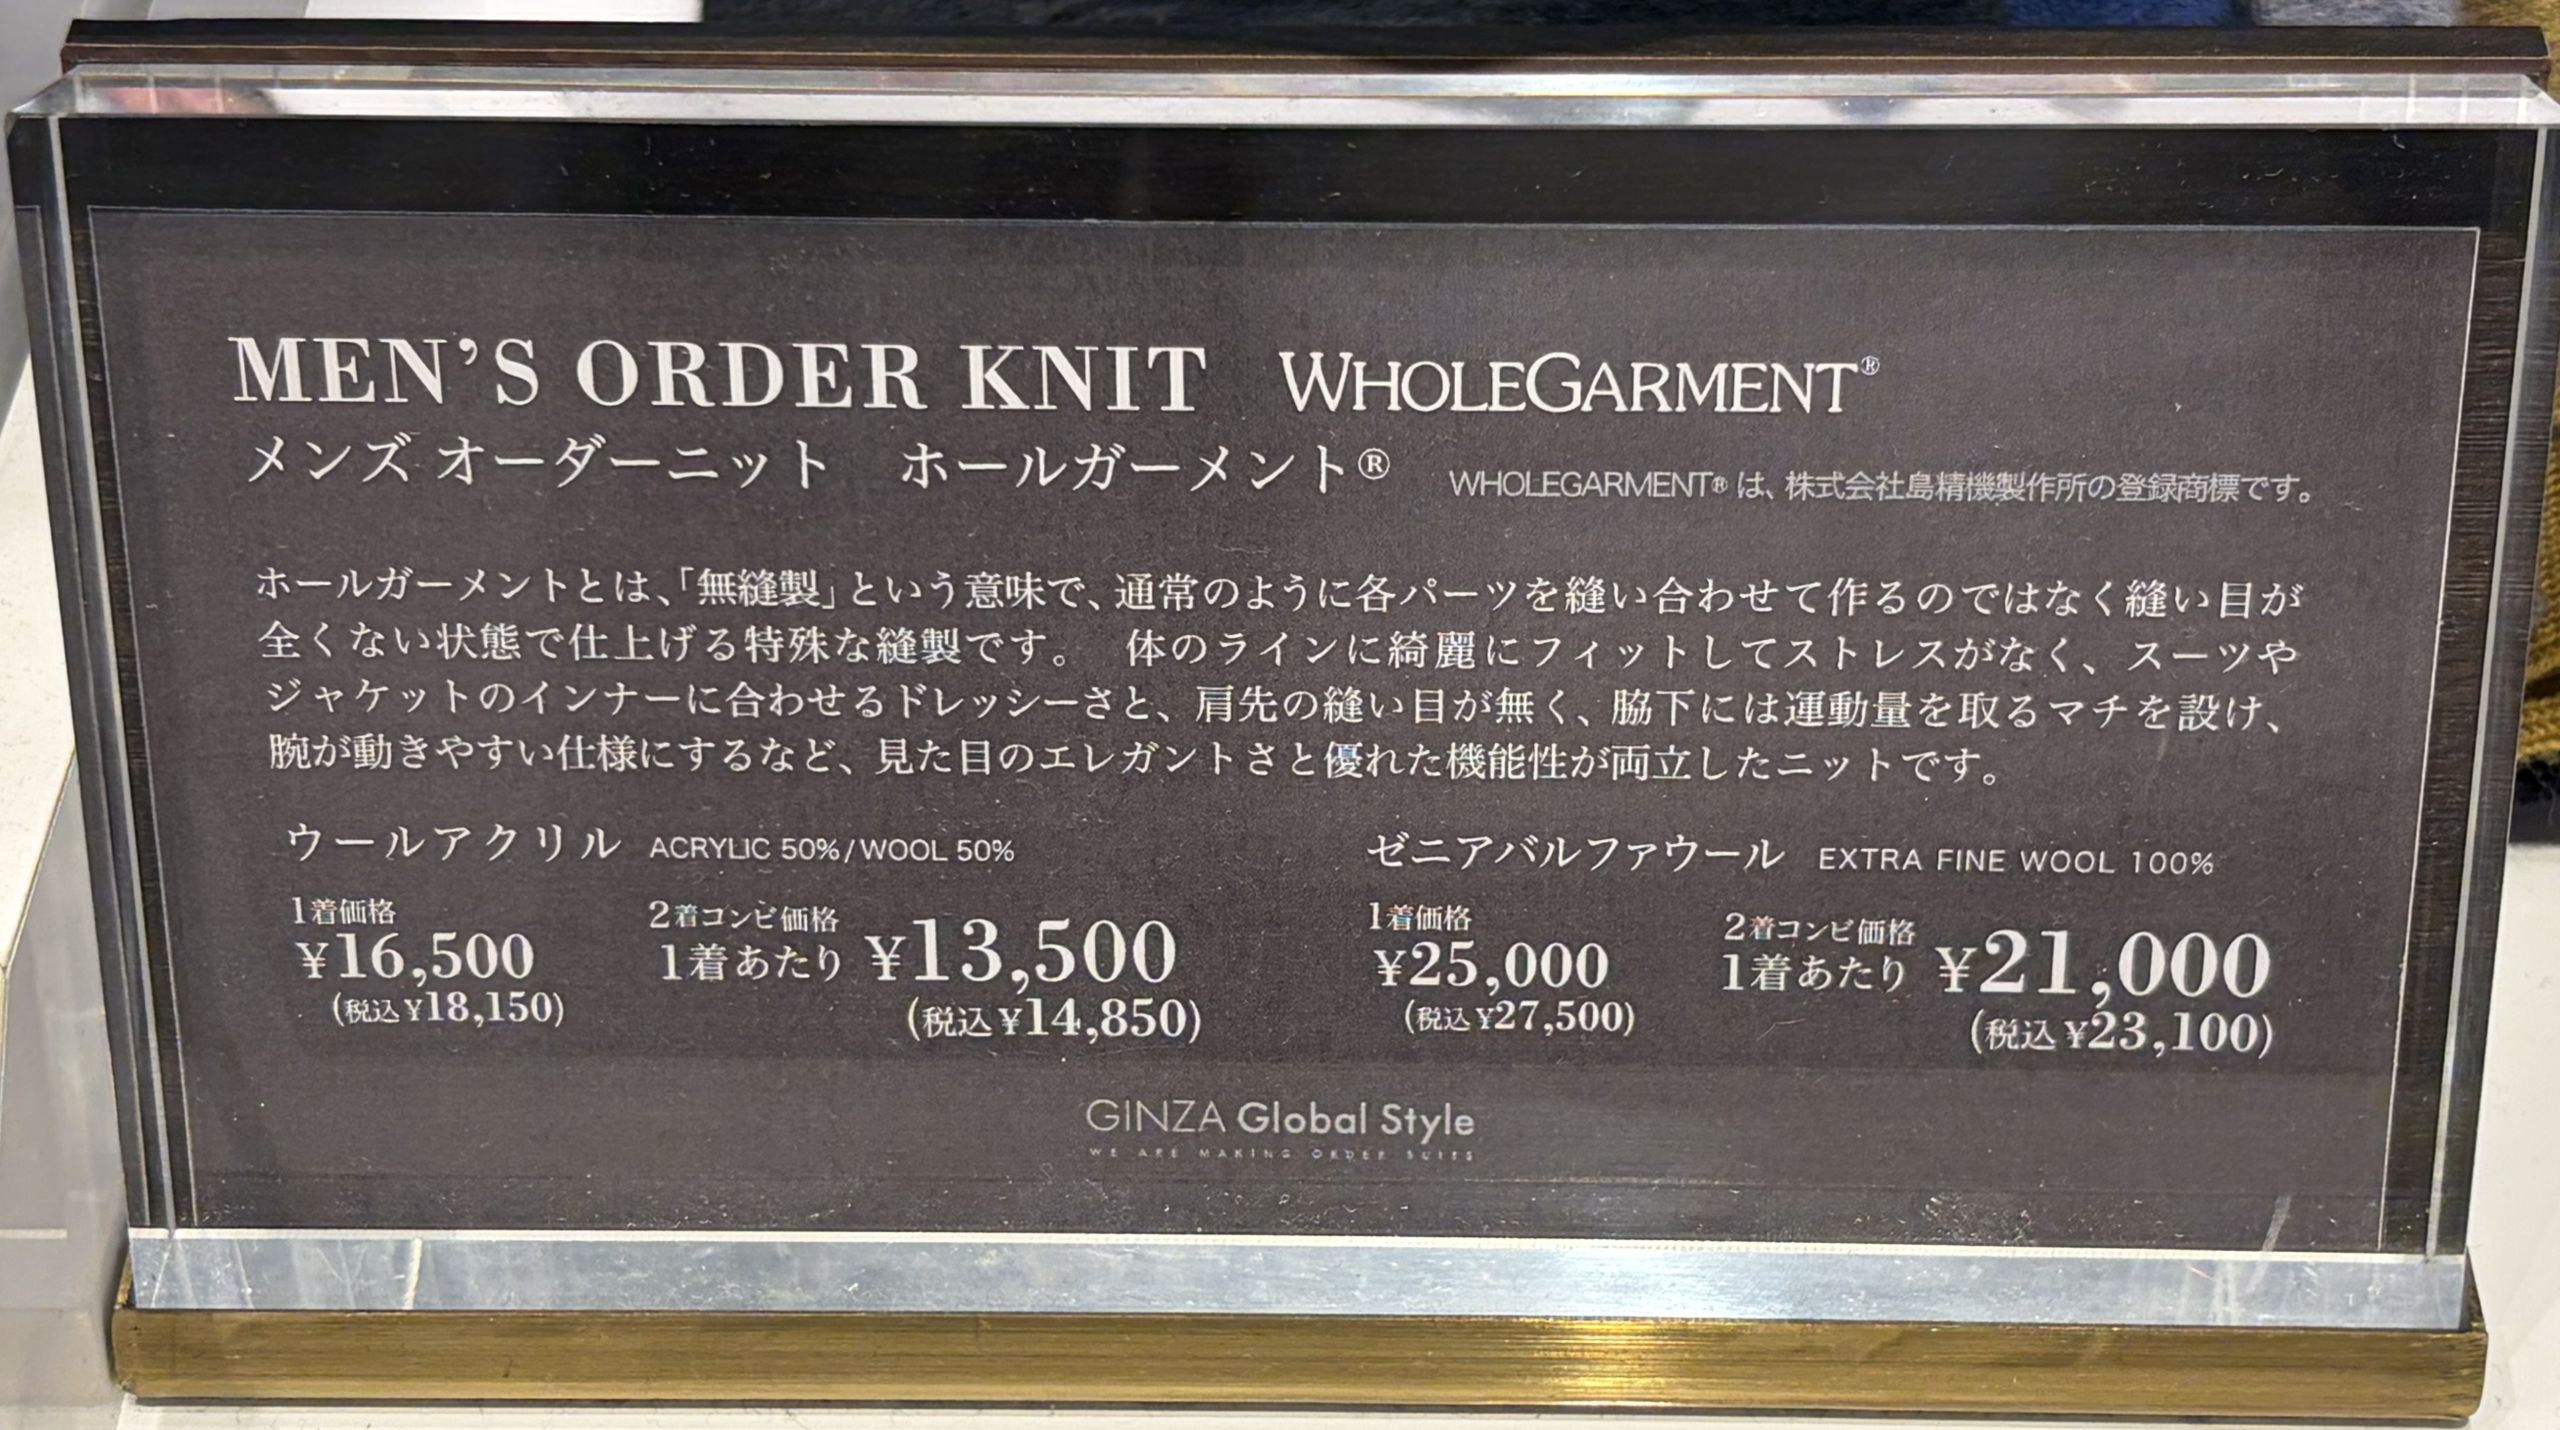 MEN'S ORDER KNIT WHOLEGARMENT®
メンズ オーダーニット ホールガーメント®
WHOLEGARMENT®は、株式会社島精機製作所の登録商標です。
ホールガーメントとは、「無縫製」という意味で、通常のように各パーツを縫い合わせて作るのではなく縫い目が
全くない状態で仕上げる特殊な縫製です。 体のラインに綺麗にフィットしてストレスがなく、スーツや
ジャケットのインナーに合わせるドレッシーさと、肩先の縫い目が無く、脇下には運動量を取るマチを設け、
腕が動きやすい仕様にするなど、見た目のエレガントさと優れた機能性が両立したニットです。
ウールアクリル ACRYLIC 50%/WOOL 50%
1着価格
¥16,500
(税込¥18,150)
2着コンビ価格
1着あたり ¥13,500
(税込¥14,850)
ゼニアバルファウール EXTRA FINE WOOL 100%
1着価格
¥25,000
(税込¥27,500)
2着コンビ価格
1着あたり ¥21,000
(税込¥23,100)
GINZA Global Style
WE ARE MAKING ORDER SUITS